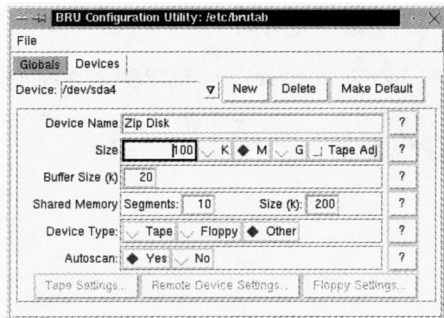 BRU Configuration Utility: /etc/brutab
File
Globals Devices
Device: /dev/sda4 New Delete Make Default
Device Name Zip Disk ?
Size 100 K M G Tape Adj ?
Buffer Size (k) 20 ?
Shared Memory Segments: 10 Size (k): 200 ?
Device Type: Tape Floppy Other ?
Autoscan: Yes No ?
Tape Settings... Remote Device Settings... Floppy Settings...